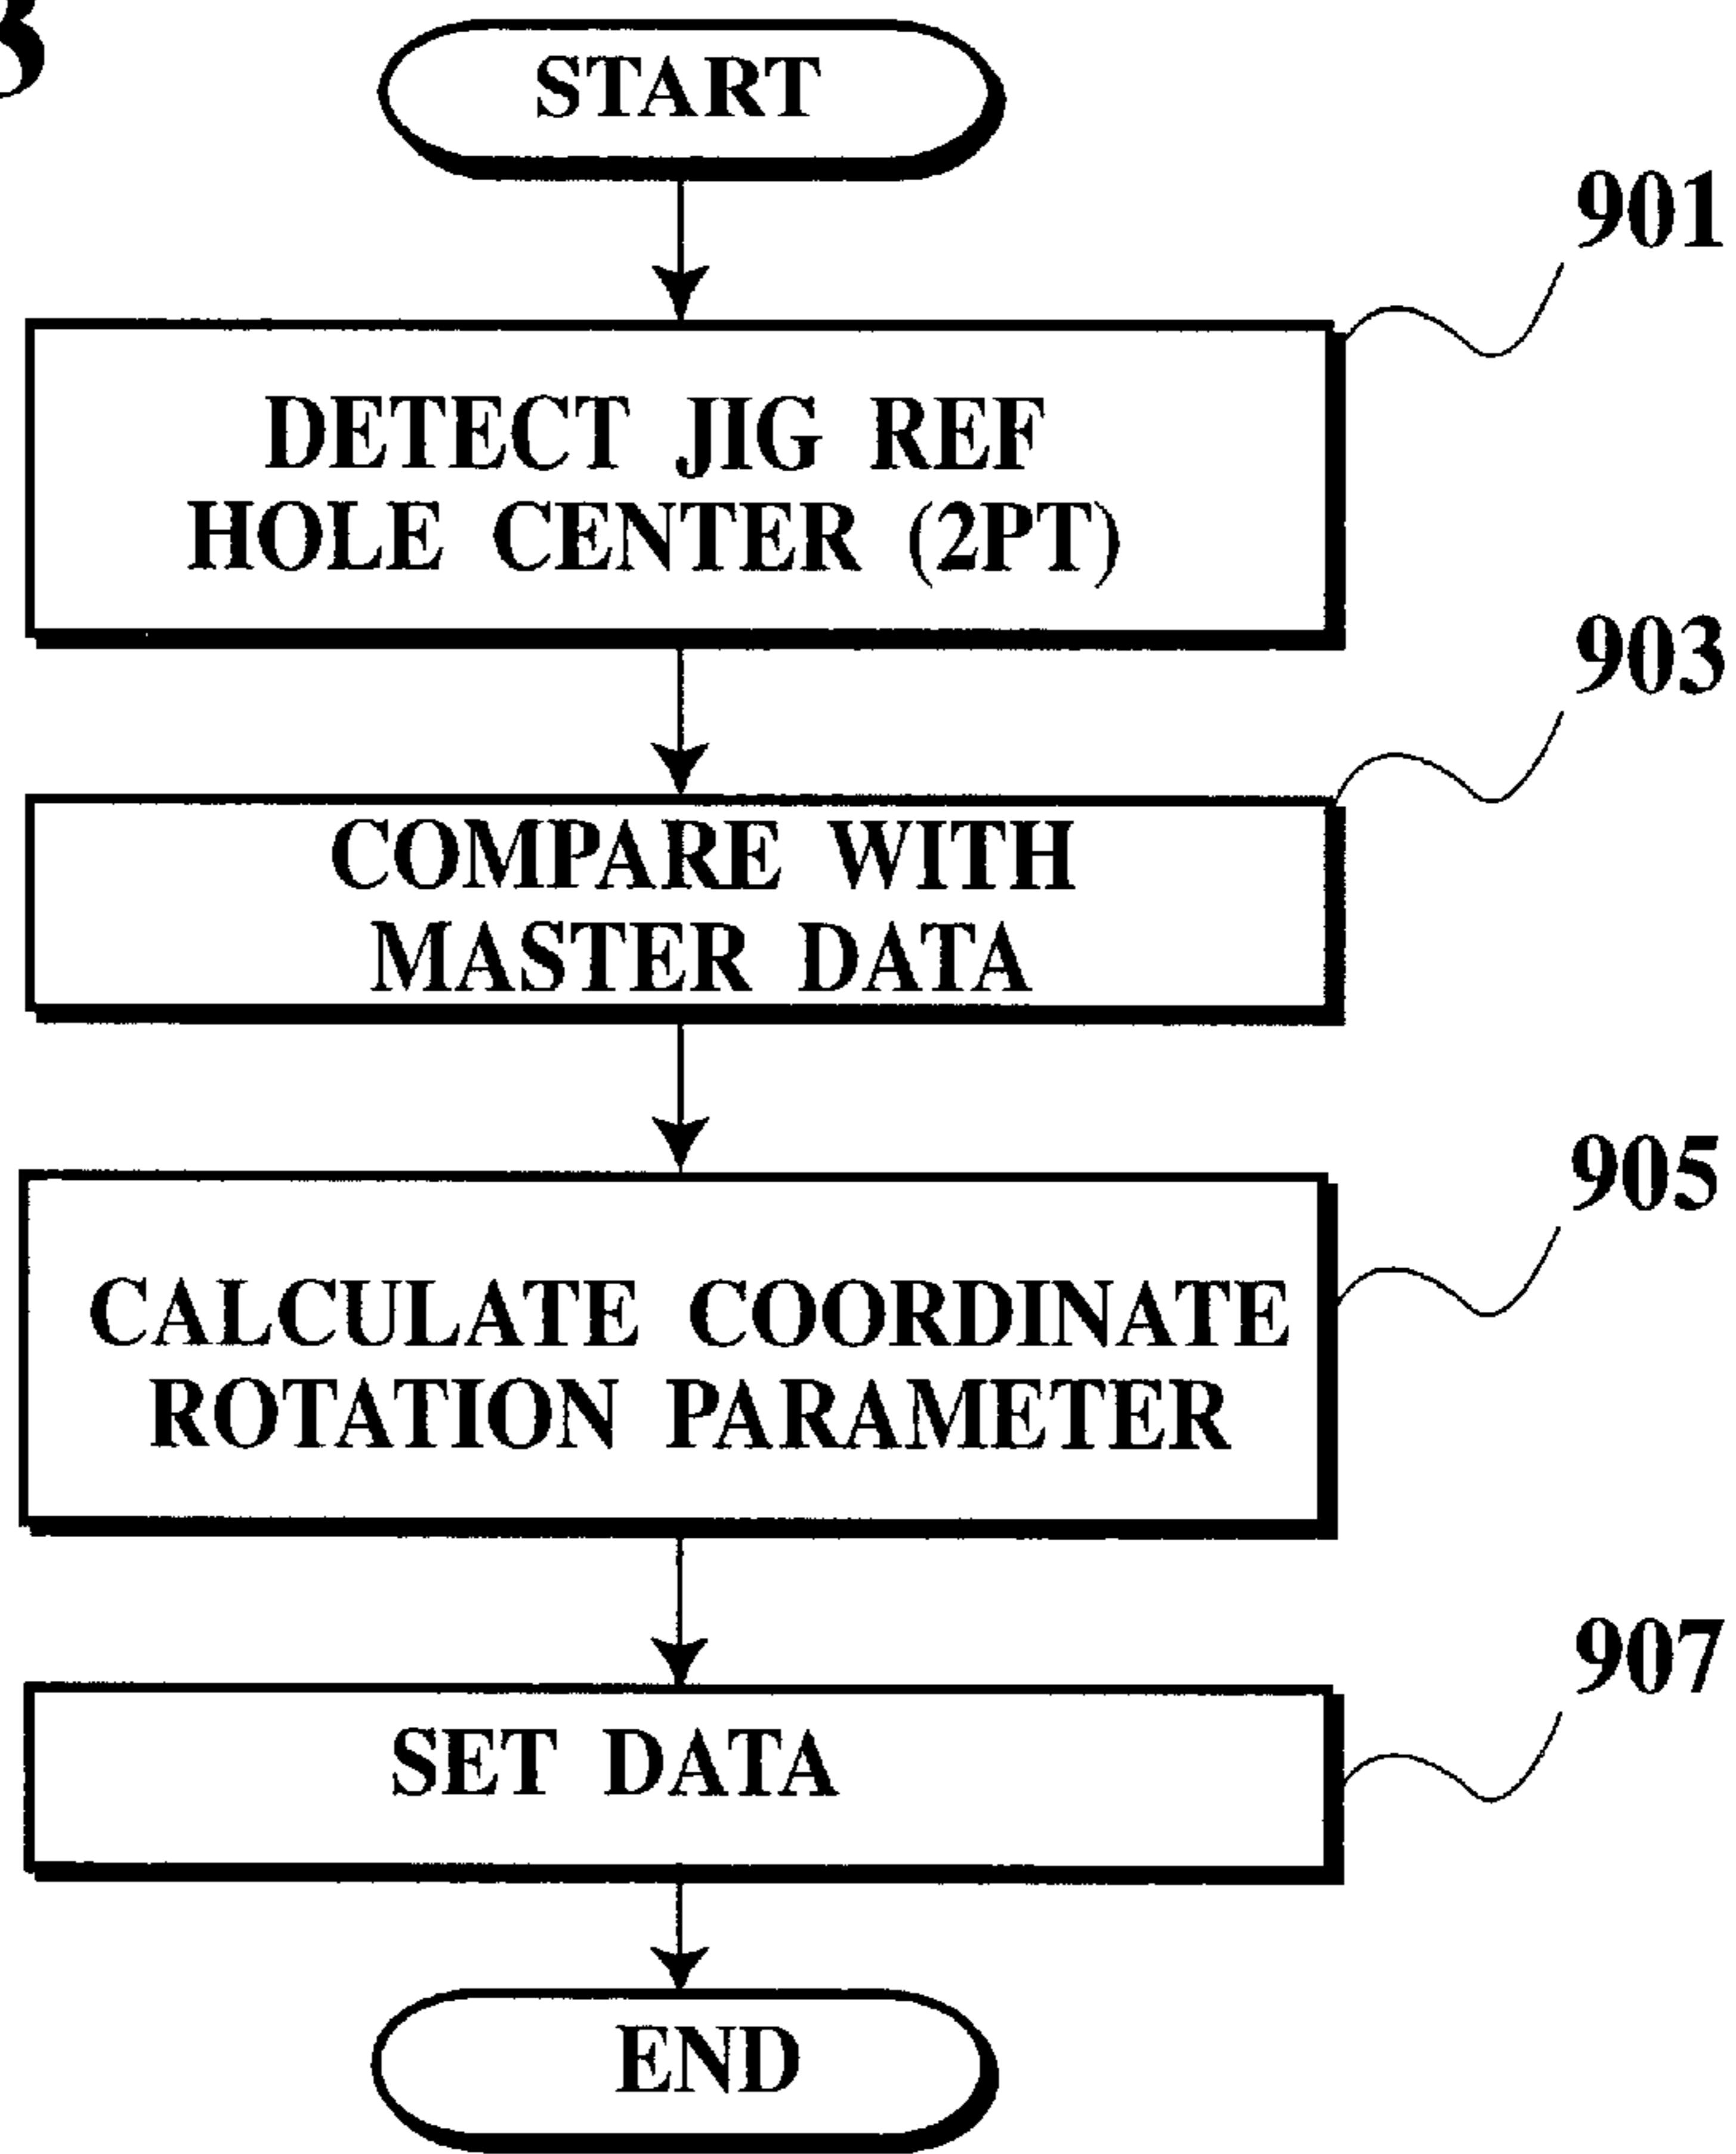 START
901
DETECT JIG REF
HOLE CENTER (2PT)
903
COMPARE WITH
MASTER DATA
905
CALCULATE COORDINATE
ROTATION PARAMETER
907
SET DATA
END